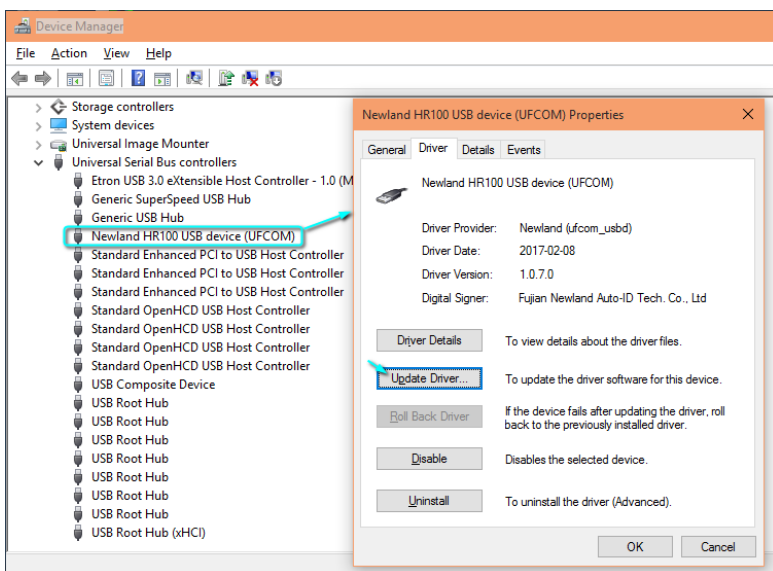 Device Manager
File Action View Help
Storage controllers
System devices
Universal Image Mounter
Universal Serial Bus controllers
Etron USB 3.0 eXtensible Host Controller - 1.0 (M
Generic SuperSpeed USB Hub
Generic USB Hub
Newland HR100 USB device (UFCOM)
Standard Enhanced PCI to USB Host Controller
Standard Enhanced PCI to USB Host Controller
Standard Enhanced PCI to USB Host Controller
Standard OpenHCD USB Host Controller
Standard OpenHCD USB Host Controller
Standard OpenHCD USB Host Controller
Standard OpenHCD USB Host Controller
USB Composite Device
USB Root Hub
USB Root Hub
USB Root Hub
USB Root Hub
USB Root Hub
USB Root Hub
USB Root Hub
USB Root Hub (xHCI)
Newland HR100 USB device (UFCOM) Properties
General Driver Details Events
Newland HR100 USB device (UFCOM)
Driver Provider: Newland (ufcom_usbd)
Driver Date: 2017-02-08
Driver Version: 1.0.7.0
Digital Signer: Fujian Newland Auto-ID Tech. Co., Ltd
Driver Details To view details about the driver files.
Update Driver... To update the driver software for this device.
Roll Back Driver If the device fails after updating the driver, roll
back to the previously installed driver.
Disable Disables the selected device.
Uninstall To uninstall the driver (Advanced).
OK Cancel